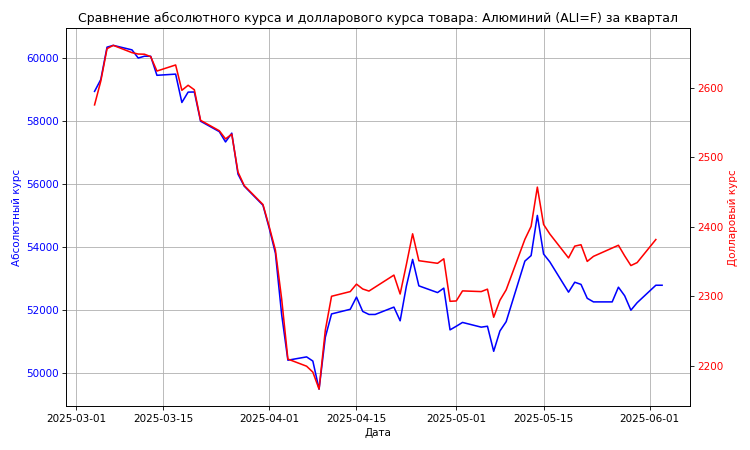 Сравнение абсолютного курса и долларового курса товара: Алюминий (ALI=F) за квартал
Абсолютный курс
60000
58000
56000
54000
52000
50000
2600
2500
2400
2300
2200
Долларовый курс
2025-03-01 2025-03-15 2025-04-01 2025-04-15 2025-05-01 2025-05-15 2025-06-01
Дата